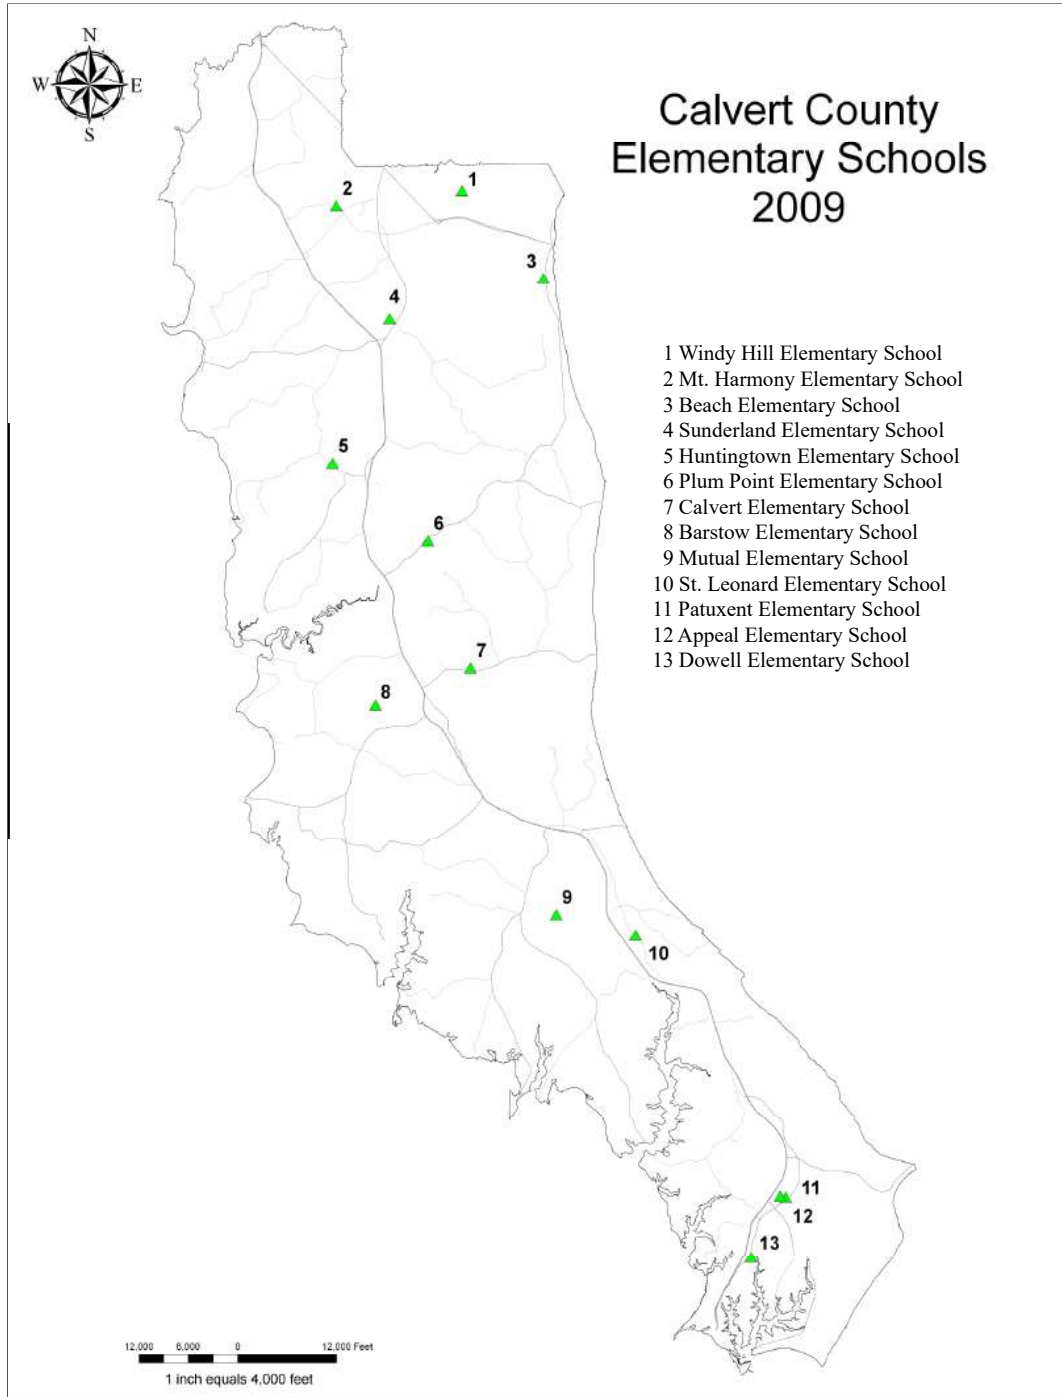 N
W E
S
Calvert County
Elementary Schools
2009
1
2
3
4
1 Windy Hill Elementary School
2 Mt. Harmony Elementary School
3 Beach Elementary School
4 Sunderland Elementary School
5 Huntingtown Elementary School
6 Plum Point Elementary School
7 Calvert Elementary School
8 Barstow Elementary School
9 Mutual Elementary School
10 St. Leonard Elementary School
11 Patuxent Elementary School
12 Appeal Elementary School
13 Dowell Elementary School
5
6
7
8
9
10
11
12
13
12,000 6,000 0 12,000 Feet
1 inch equals 4,000 feet